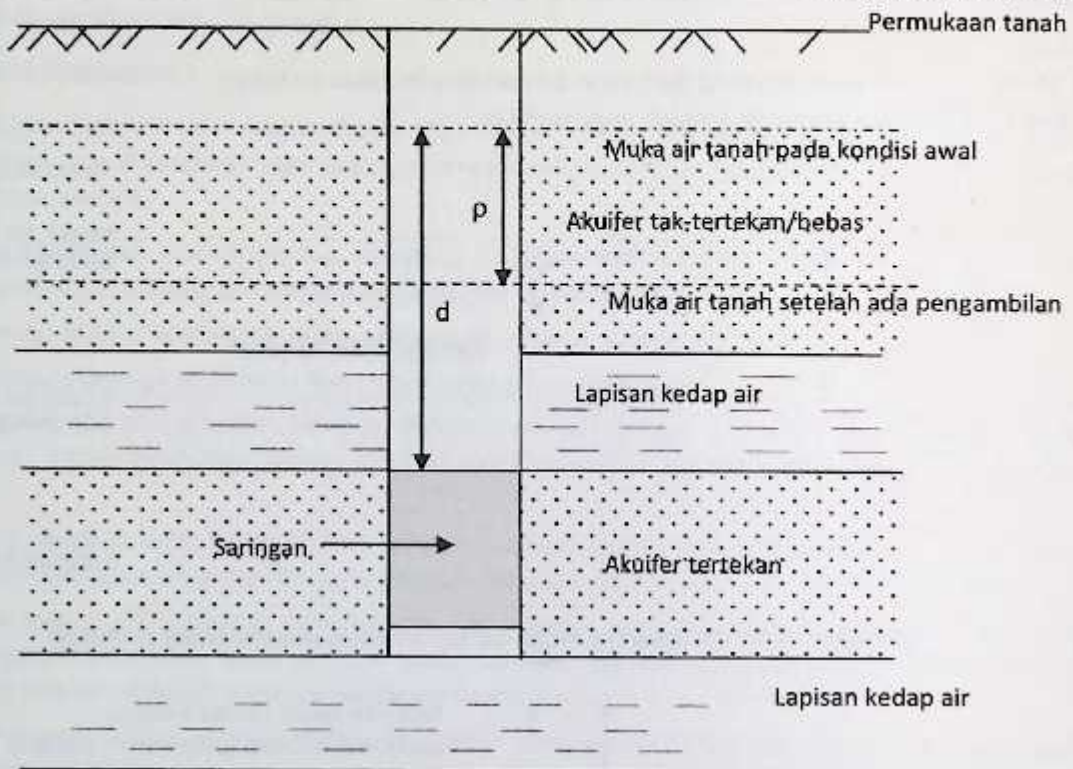 Permukaan tanah
Muka air tanah pada kondisi awal
p
Akuifer tak-tertekan/bebas
Muka air tanah setelah ada pengambilan
d
Lapisan kedap air
Saringan
Akuifer tertekan
Lapisan kedap air